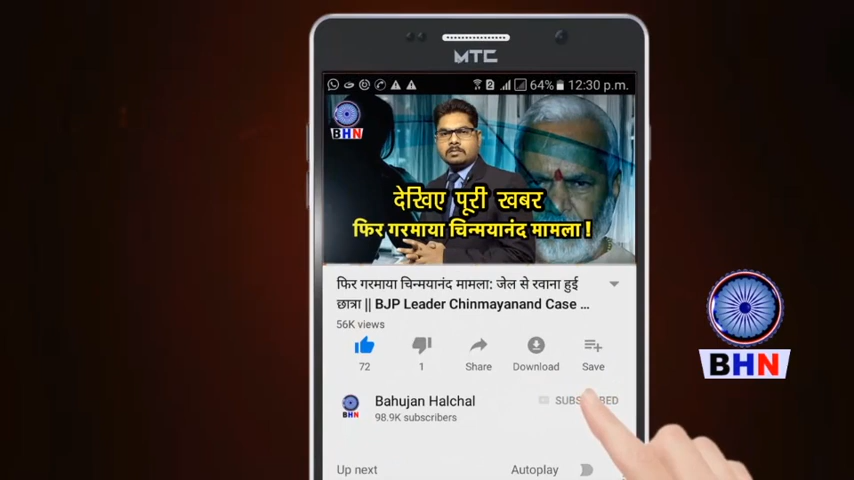 MTC
64% 12:30 p.m.
BHN
देखिए पूरी खबर
फिर गरमाया चिन्मयानंद मामला !
फिर गरमाया चिन्मयानंद मामला: जेल से रवाना हुई
छात्रा || BJP Leader Chinmayanand Case ...
56K views
72 1 Share Download Save
BHN
Bahujan Halchal
98.9K subscribers
BHN
Up next Autoplay